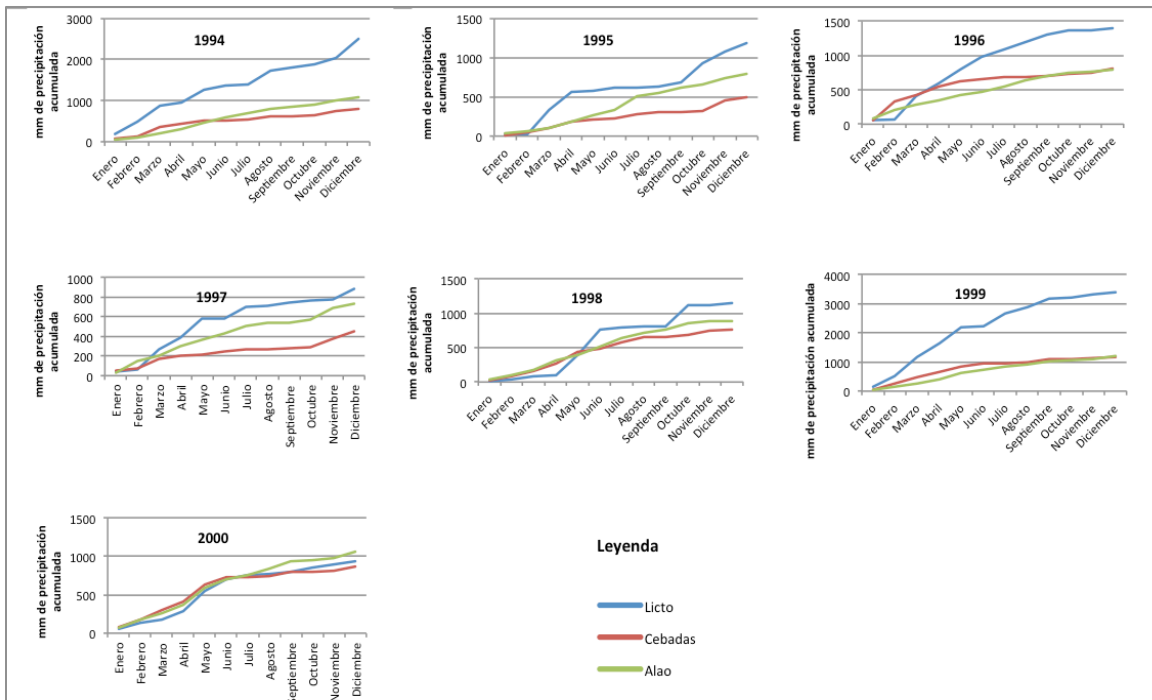 1994
mm de precipitación
acumulada
3000
2000
1000
0
Enero
Febrero
Marzo
Abril
Mayo
Junio
Julio
Agosto
Septiembre
Octubre
Noviembre
Diciembre
1995
mm de precipitación
acumulada
1500
1000
500
0
Enero
Febrero
Marzo
Abril
Mayo
Junio
Julio
Agosto
Septiembre
Octubre
Noviembre
Diciembre
1996
mm de precipitación
acumulada
1500
1000
500
0
Enero
Febrero
Marzo
Abril
Mayo
Junio
Julio
Agosto
Septiembre
Octubre
Noviembre
Diciembre
1997
mm de precipitación
acumulada
1000
800
600
400
200
0
Enero
Febrero
Marzo
Abril
Mayo
Junio
Julio
Agosto
Septiembre
Octubre
Noviembre
Diciembre
1998
mm de precipitación
acumulada
1500
1000
500
0
Enero
Febrero
Marzo
Abril
Mayo
Junio
Julio
Agosto
Septiembre
Octubre
Noviembre
Diciembre
1999
mm de precipitación acumulada
4000
3000
2000
1000
0
Enero
Febrero
Marzo
Abril
Mayo
Junio
Julio
Agosto
Septiembre
Octubre
Noviembre
Diciembre
2000
mm de precipitación
acumulada
1500
1000
500
0
Enero
Febrero
Marzo
Abril
Mayo
Junio
Julio
Agosto
Septiembre
Octubre
Noviembre
Diciembre
Leyenda
Licto
Cebadas
Alao